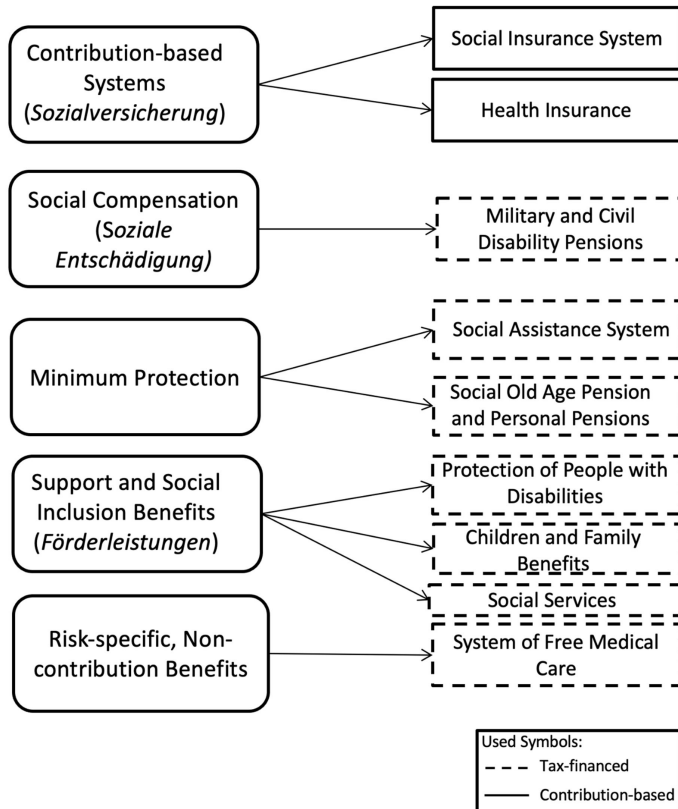 Contribution-based
Systems
(Sozialversicherung)
Social Insurance System
Health Insurance
Social Compensation
(Soziale
Entschädigung)
Military and Civil
Disability Pensions
Minimum Protection
Social Assistance System
Social Old Age Pension
and Personal Pensions
Support and Social
Inclusion Benefits
(Förderleistungen)
Protection of People with
Disabilities
Children and Family
Benefits
Social Services
Risk-specific, Non-
contribution Benefits
System of Free Medical
Care
Used Symbols:
Tax-financed
Contribution-based